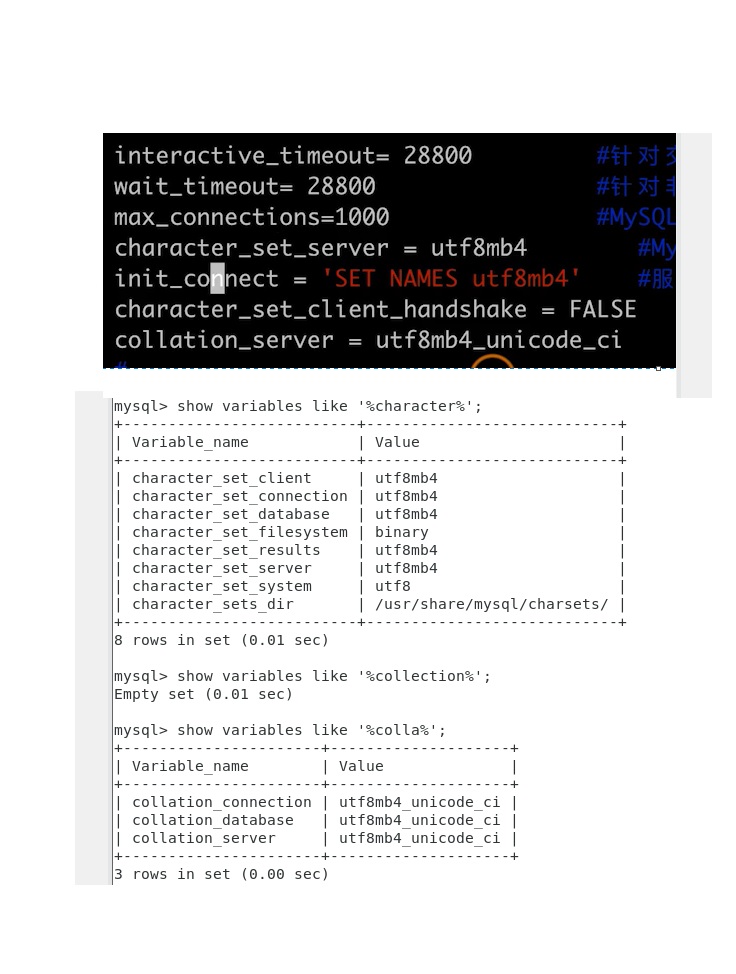 interactive_timeout= 28800 #针对
wait_timeout= 28800 #针对
max_connections=1000 #MySQL
character_set_server = utf8mb4 #My
init_connect = 'SET NAMES utf8mb4' #服
character_set_client_handshake = FALSE
collation_server = utf8mb4_unicode_ci
#
mysql> show variables like '%character%';
+--------------------------+----------------------------+
| Variable_name            | Value                      |
+--------------------------+----------------------------+
| character_set_client     | utf8mb4                    |
| character_set_connection | utf8mb4                    |
| character_set_database   | utf8mb4                    |
| character_set_filesystem | binary                     |
| character_set_results    | utf8mb4                    |
| character_set_server     | utf8mb4                    |
| character_set_system     | utf8                       |
| character_sets_dir       | /usr/share/mysql/charsets/ |
+--------------------------+----------------------------+
8 rows in set (0.01 sec)
mysql> show variables like '%collection%';
Empty set (0.01 sec)
mysql> show variables like '%colla%';
+----------------------+--------------------+
| Variable_name        | Value              |
+----------------------+--------------------+
| collation_connection | utf8mb4_unicode_ci |
| collation_database   | utf8mb4_unicode_ci |
| collation_server     | utf8mb4_unicode_ci |
+----------------------+--------------------+
3 rows in set (0.00 sec)